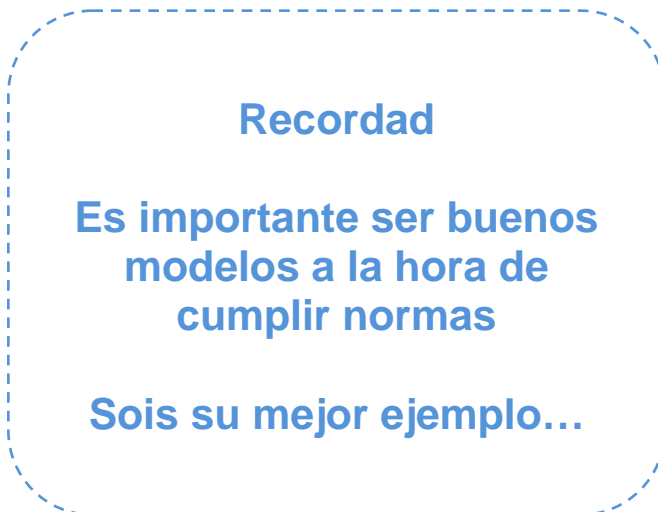 Recordad
Es importante ser buenos
modelos a la hora de
cumplir normas
Sois su mejor ejemplo…